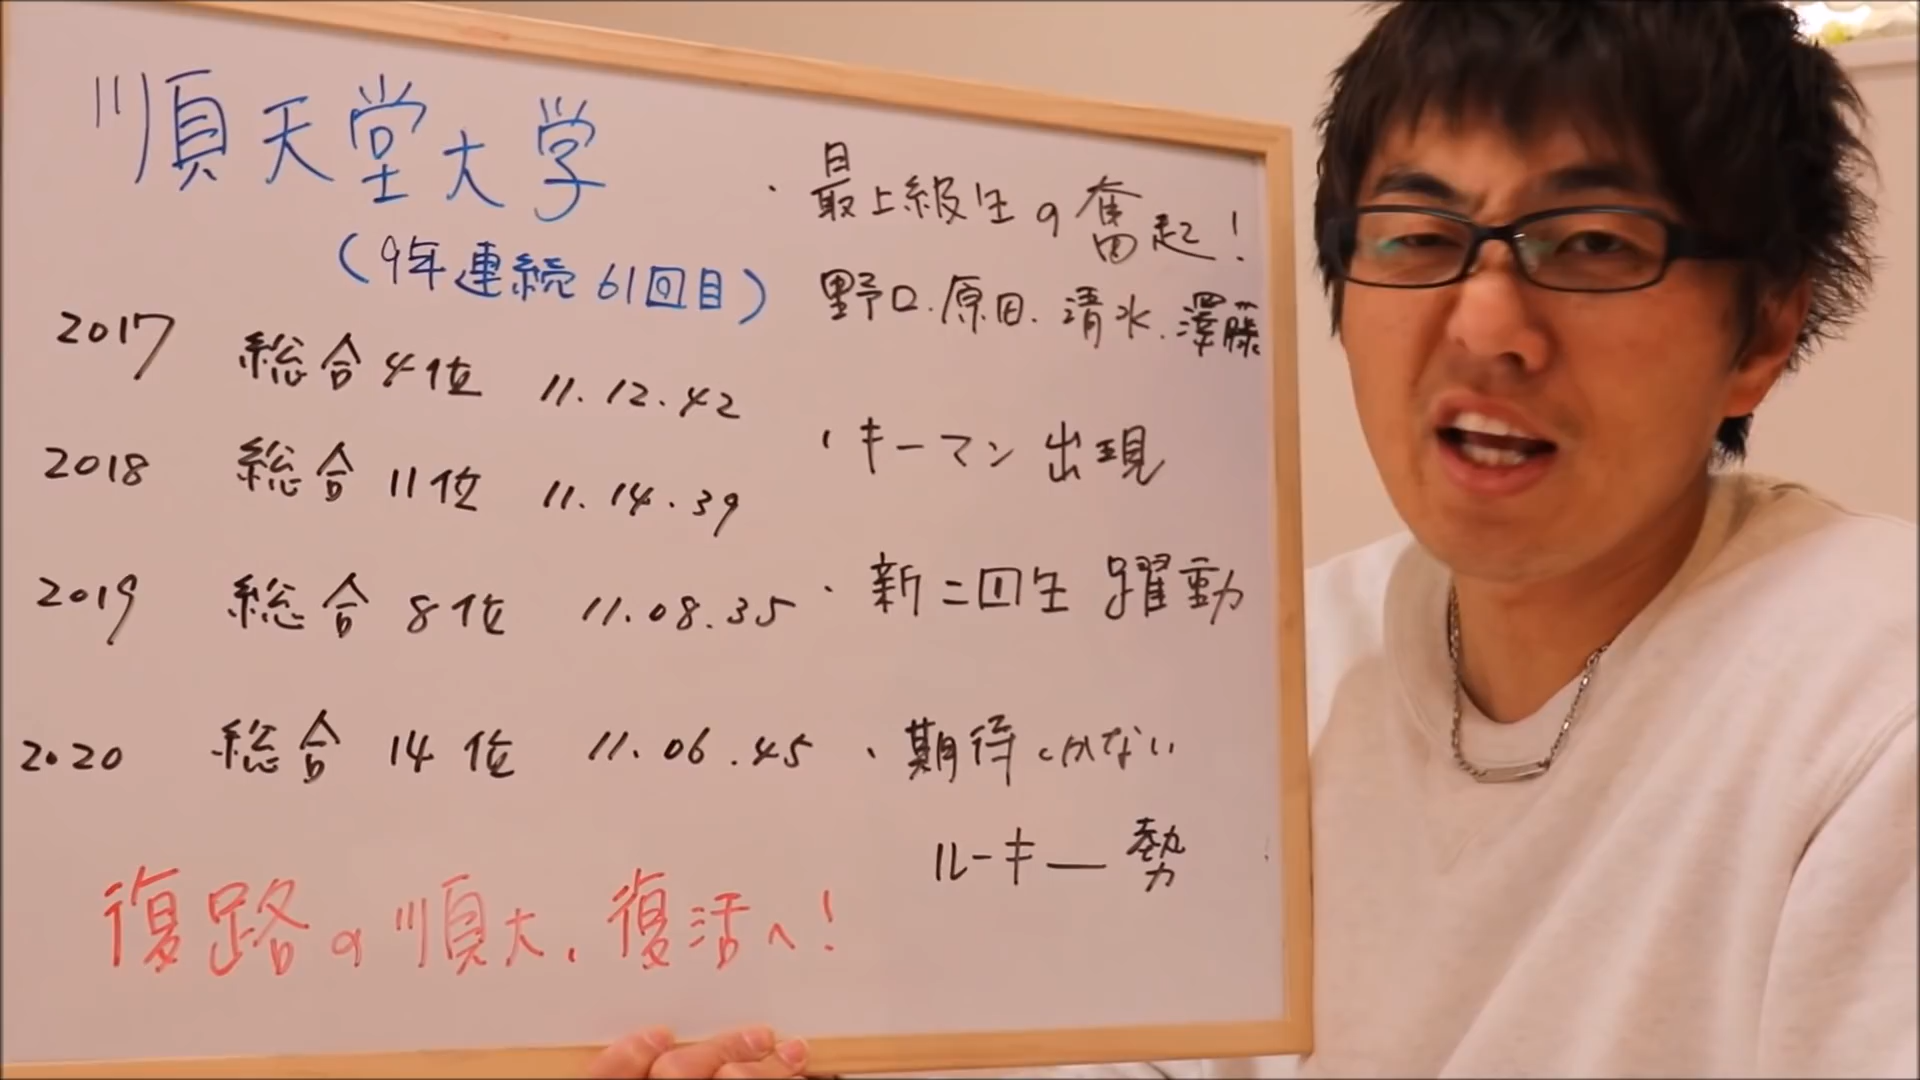 順天堂大学
(9年連続61回目)
2017 総合4位 11.12.42
2018 総合11位 11.14.39
2019 総合8位 11.08.35
2020 総合14位 11.06.45
復路の順大、復活へ!
・最上級生の奮起!
野口.原田.清水.澤藤
・キーマン出現
・新二回生 躍動
・期待しかない
ルーキー勢